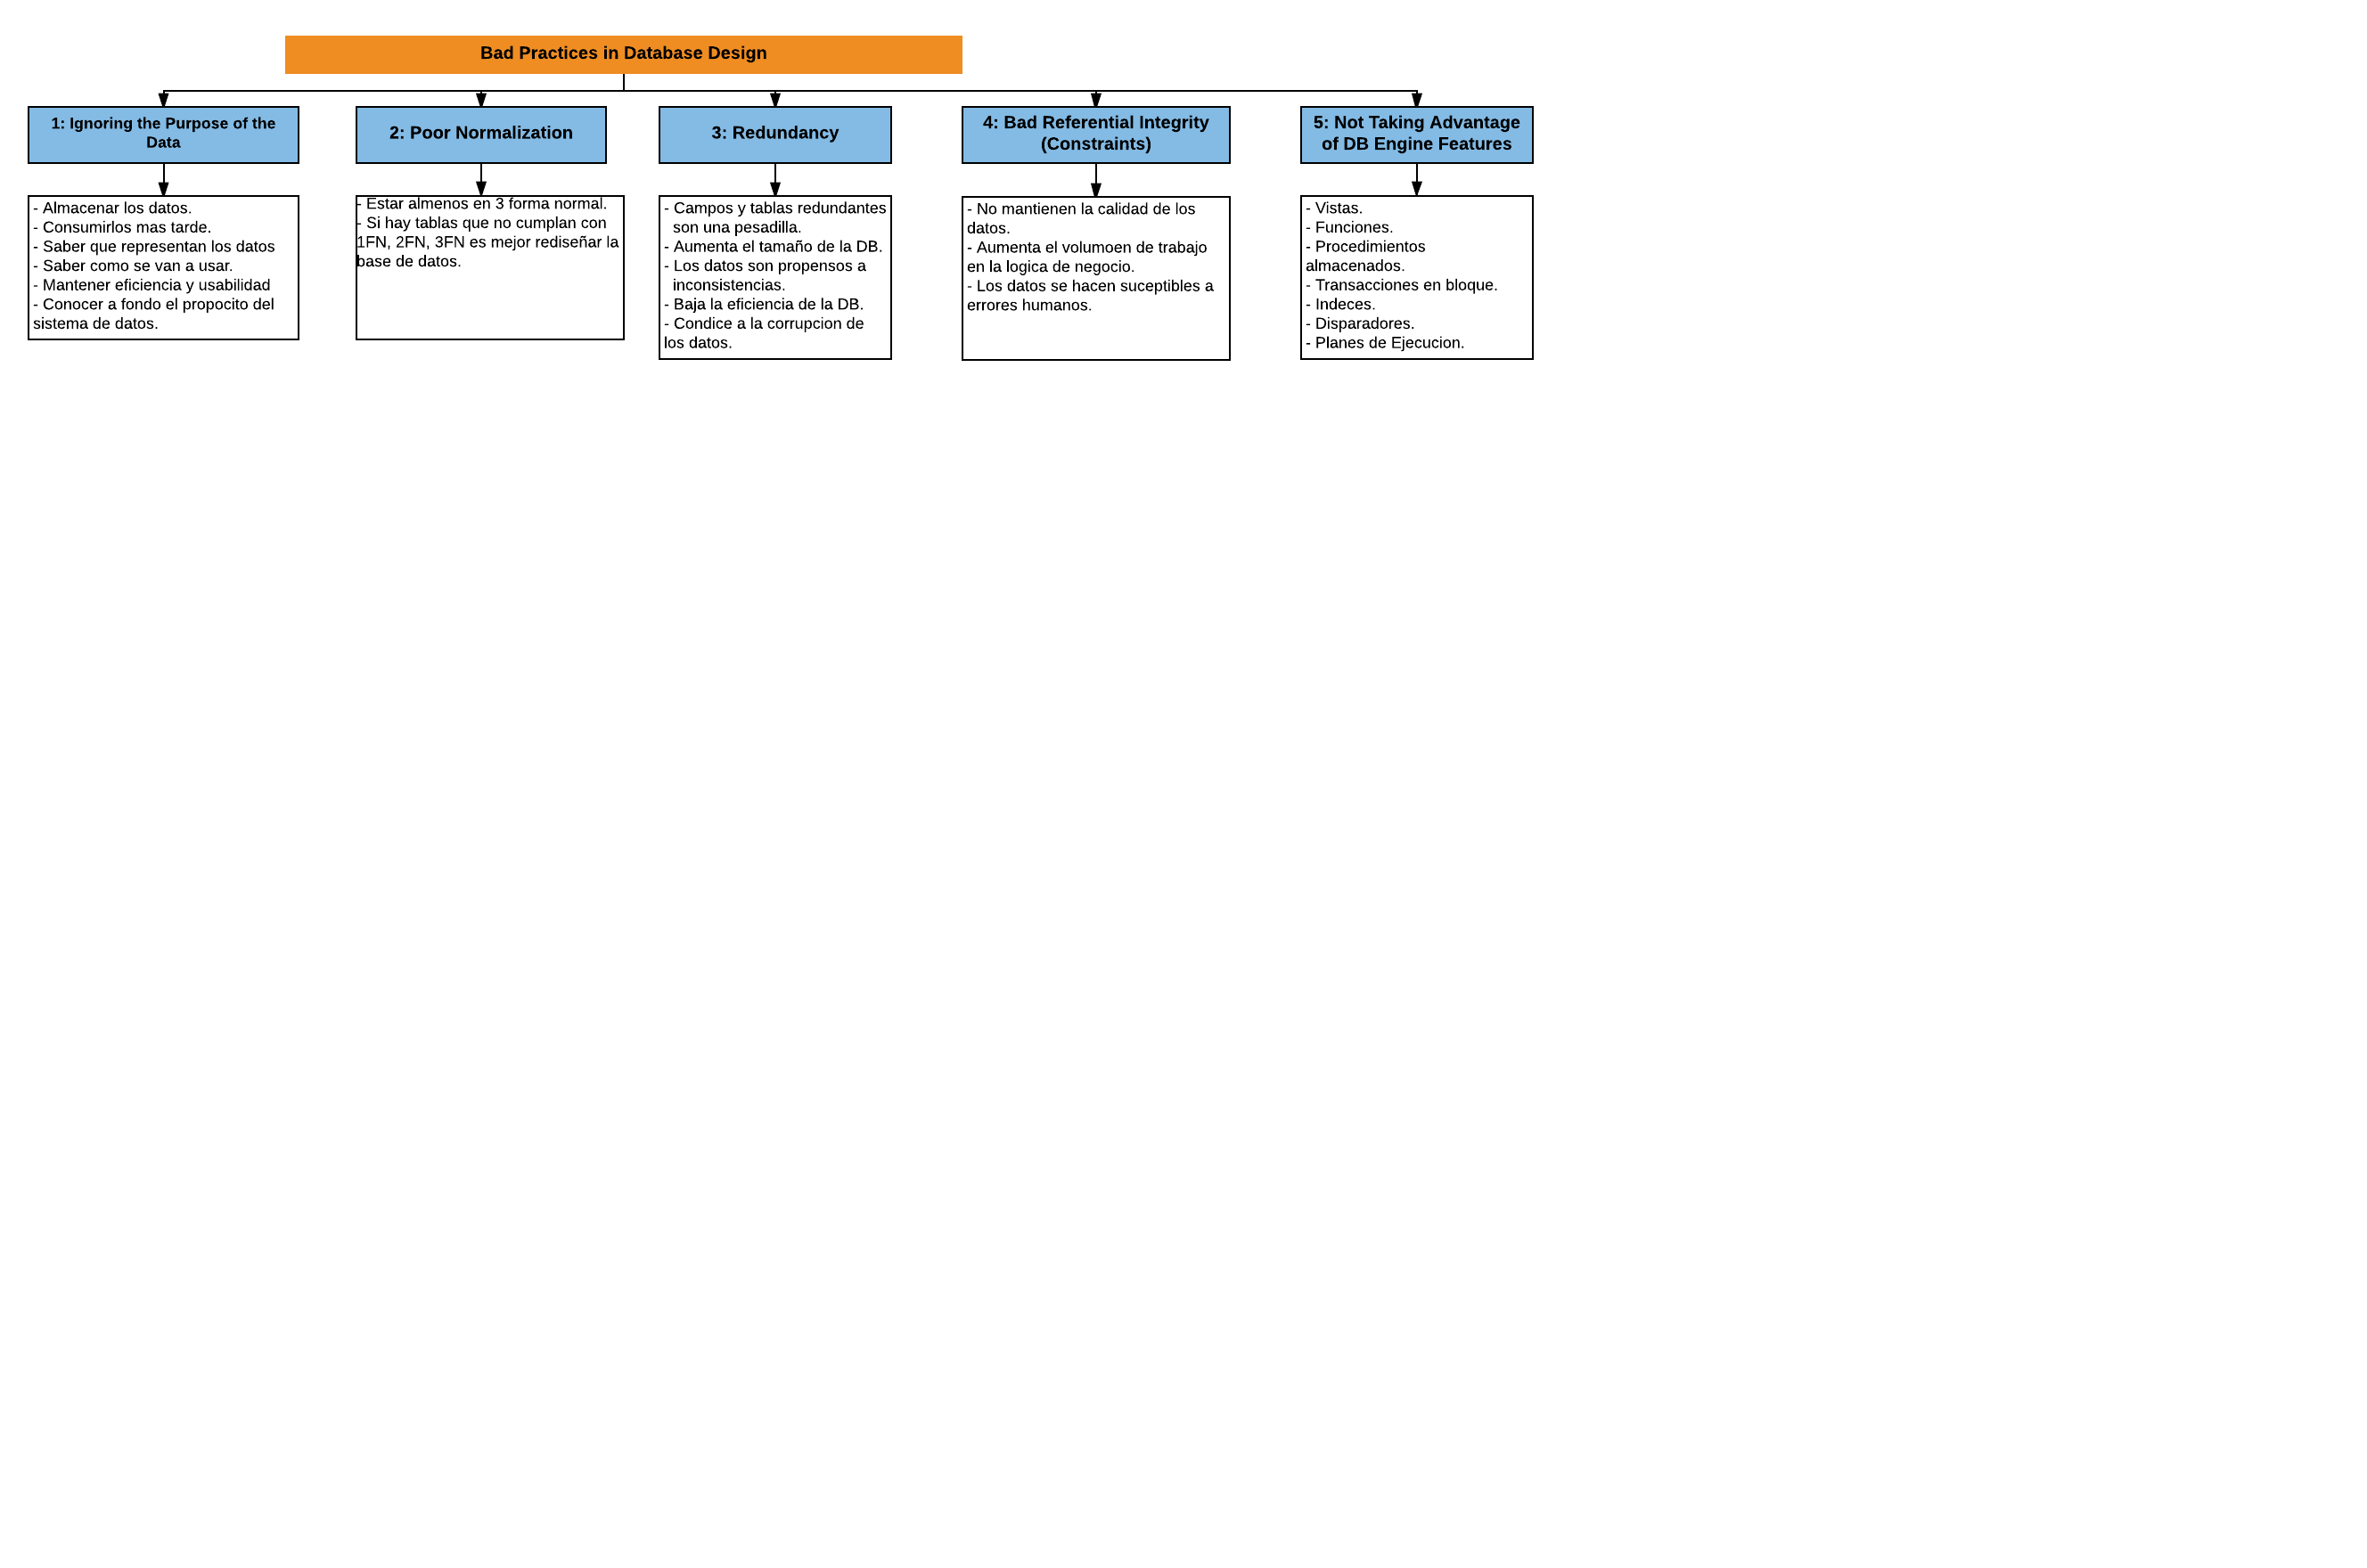 Bad Practices in Database Design
1: Ignoring the Purpose of the
Data
2: Poor Normalization
3: Redundancy
4: Bad Referential Integrity
(Constraints)
5: Not Taking Advantage
of DB Engine Features
- Almacenar los datos.
- Consumirlos mas tarde.
- Saber que representan los datos
- Saber como se van a usar.
- Mantener eficiencia y usabilidad
- Conocer a fondo el propocito del
sistema de datos.
- Estar almenos en 3 forma normal.
- Si hay tablas que no cumplan con
1FN, 2FN, 3FN es mejor rediseñar la
base de datos.
- Campos y tablas redundantes
son una pesadilla.
- Aumenta el tamaño de la DB.
- Los datos son propensos a
inconsistencias.
- Baja la eficiencia de la DB.
- Condice a la corrupcion de
los datos.
- No mantienen la calidad de los
datos.
- Aumenta el volumoen de trabajo
en la logica de negocio.
- Los datos se hacen suceptibles a
errores humanos.
- Vistas.
- Funciones.
- Procedimientos
almacenados.
- Transacciones en bloque.
- Indeces.
- Disparadores.
- Planes de Ejecucion.